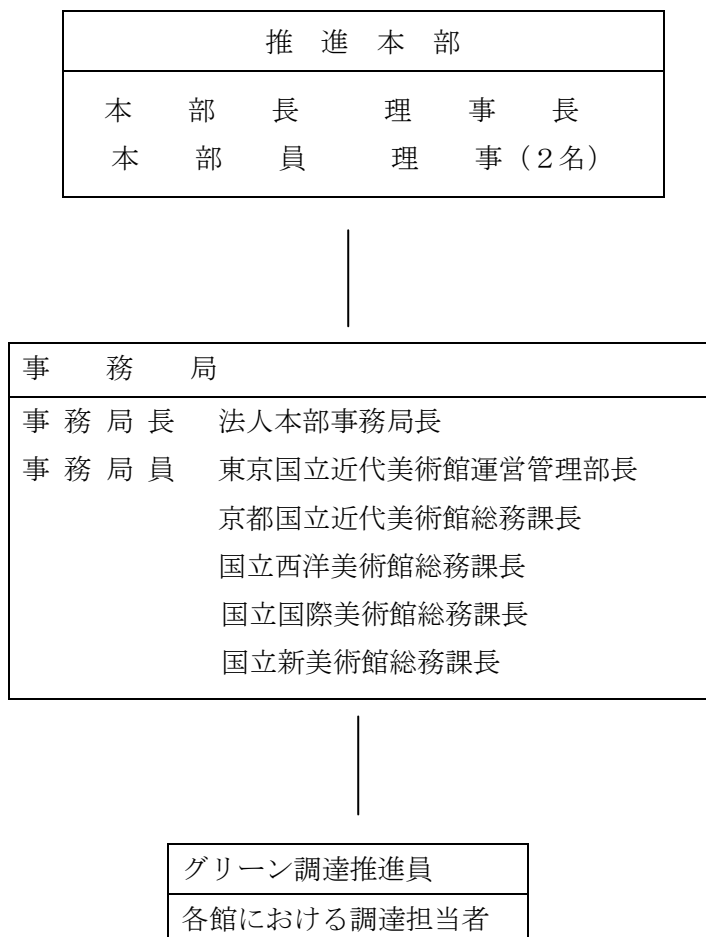 推進本部
本部長 理事長
本部員 理事(2名)
事務局
事務局長 法人本部事務局長
事務局員 東京国立近代美術館運営管理部長
京都国立近代美術館総務課長
国立西洋美術館総務課長
国立国際美術館総務課長
国立新美術館総務課長
グリーン調達推進員
各館における調達担当者